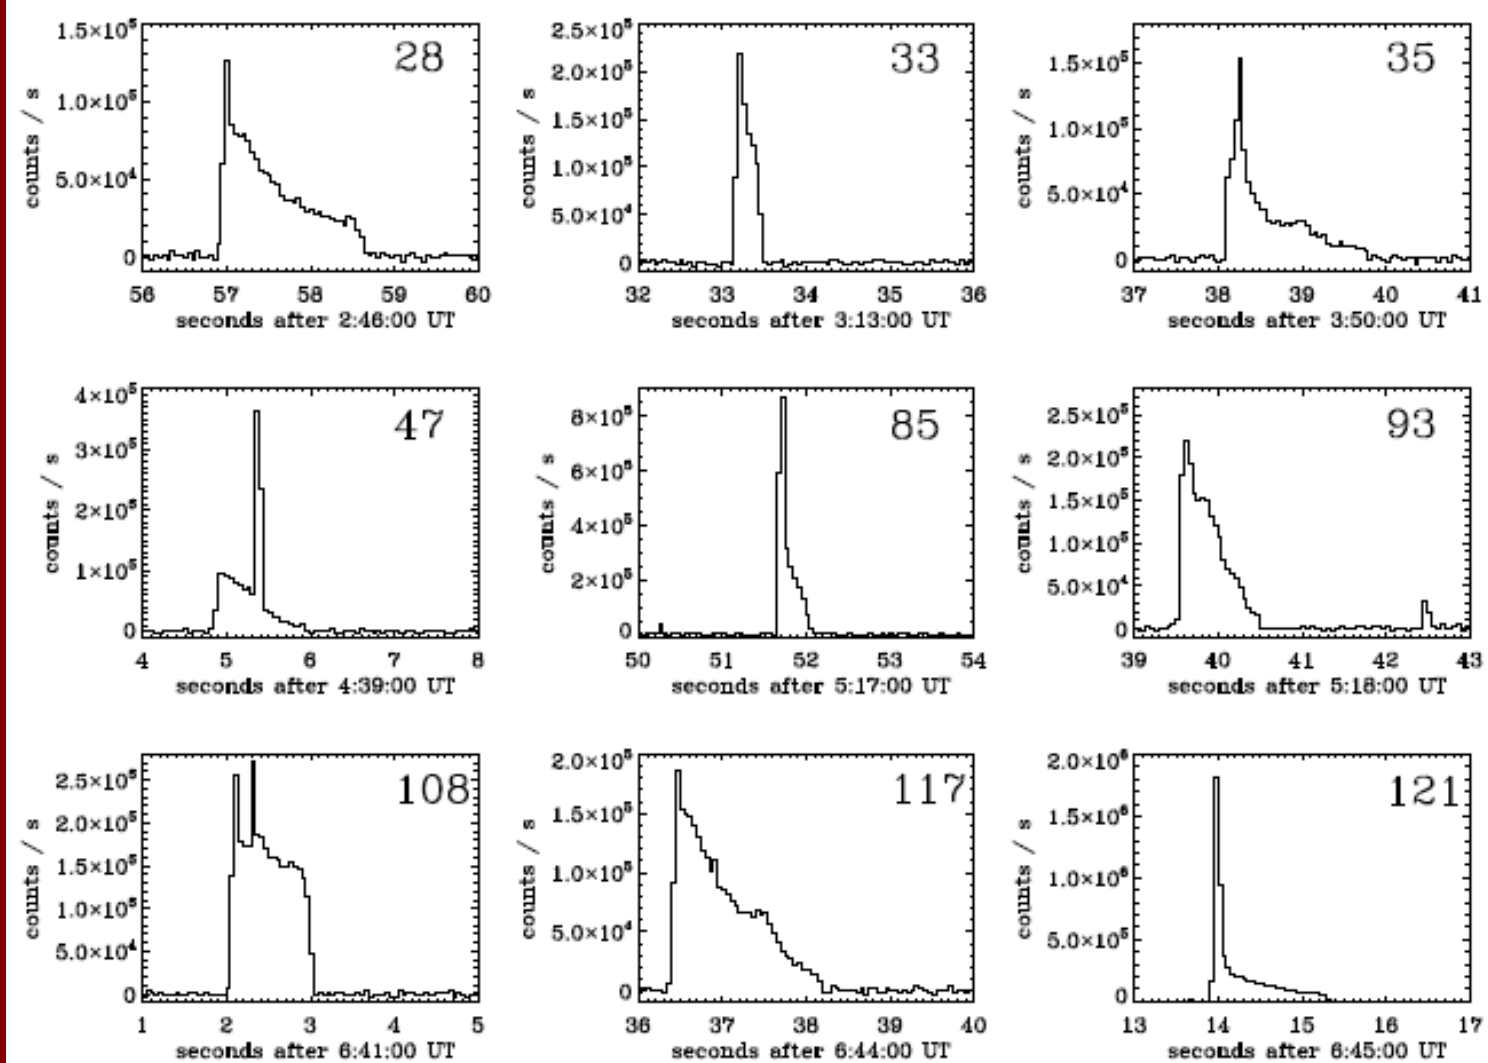 1.5×10⁵
1.0×10⁵
5.0×10⁴
0
counts / s
28
56 57 58 59 60
seconds after 2:46:00 UT
2.5×10⁵
2.0×10⁵
1.5×10⁵
1.0×10⁵
5.0×10⁴
0
counts / s
33
32 33 34 35 36
seconds after 3:13:00 UT
1.5×10⁵
1.0×10⁵
5.0×10⁴
0
counts / s
35
37 38 39 40 41
seconds after 3:50:00 UT
4×10⁵
3×10⁵
2×10⁵
1×10⁵
0
counts / s
47
4 5 6 7 8
seconds after 4:39:00 UT
8×10⁵
6×10⁵
4×10⁵
2×10⁵
0
counts / s
85
50 51 52 53 54
seconds after 5:17:00 UT
2.5×10⁵
2.0×10⁵
1.5×10⁵
1.0×10⁵
5.0×10⁴
0
counts / s
93
39 40 41 42 43
seconds after 5:18:00 UT
2.5×10⁵
2.0×10⁵
1.5×10⁵
1.0×10⁵
5.0×10⁴
0
counts / s
108
1 2 3 4 5
seconds after 6:41:00 UT
2.0×10⁵
1.5×10⁵
1.0×10⁵
5.0×10⁴
0
counts / s
117
36 37 38 39 40
seconds after 6:44:00 UT
2.0×10⁶
1.5×10⁶
1.0×10⁶
5.0×10⁵
0
counts / s
121
13 14 15 16 17
seconds after 6:45:00 UT